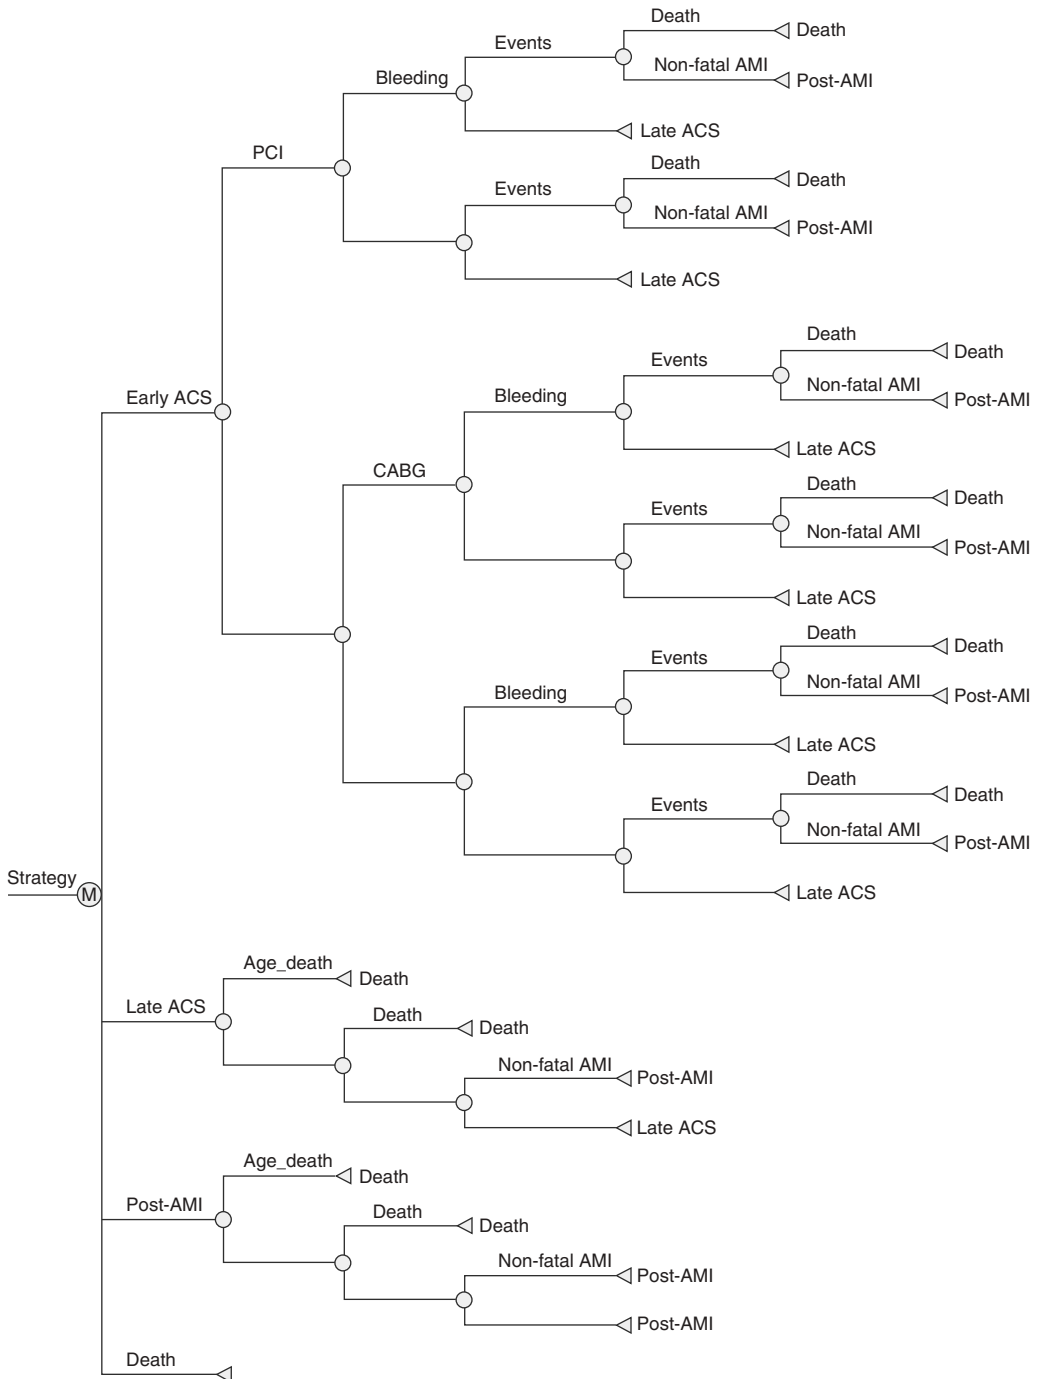 Death
Death
Events
Non-fatal AMI
Post-AMI
Bleeding
Late ACS
PCI
Death
Death
Events
Non-fatal AMI
Post-AMI
Late ACS
Death
Death
Events
Non-fatal AMI
Post-AMI
Early ACS
Bleeding
Late ACS
CABG
Death
Death
Events
Non-fatal AMI
Post-AMI
Late ACS
Death
Death
Events
Non-fatal AMI
Post-AMI
Bleeding
Late ACS
Death
Death
Events
Non-fatal AMI
Post-AMI
Strategy
M
Late ACS
Age_death
Death
Late ACS
Death
Death
Non-fatal AMI
Post-AMI
Late ACS
Age_death
Death
Post-AMI
Death
Death
Non-fatal AMI
Post-AMI
Post-AMI
Death